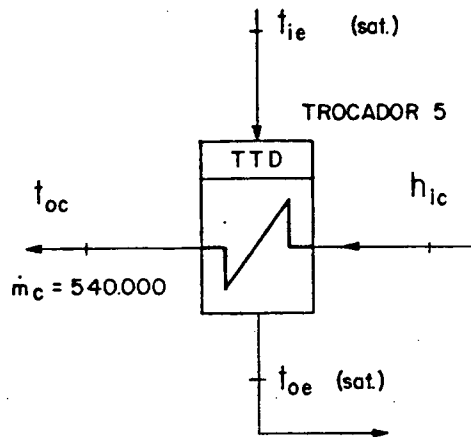 t_ie (sat.)
TROCADOR 5
TTD
t_oc
h_ic
ṁ_c = 540.000
t_oe (sat.)